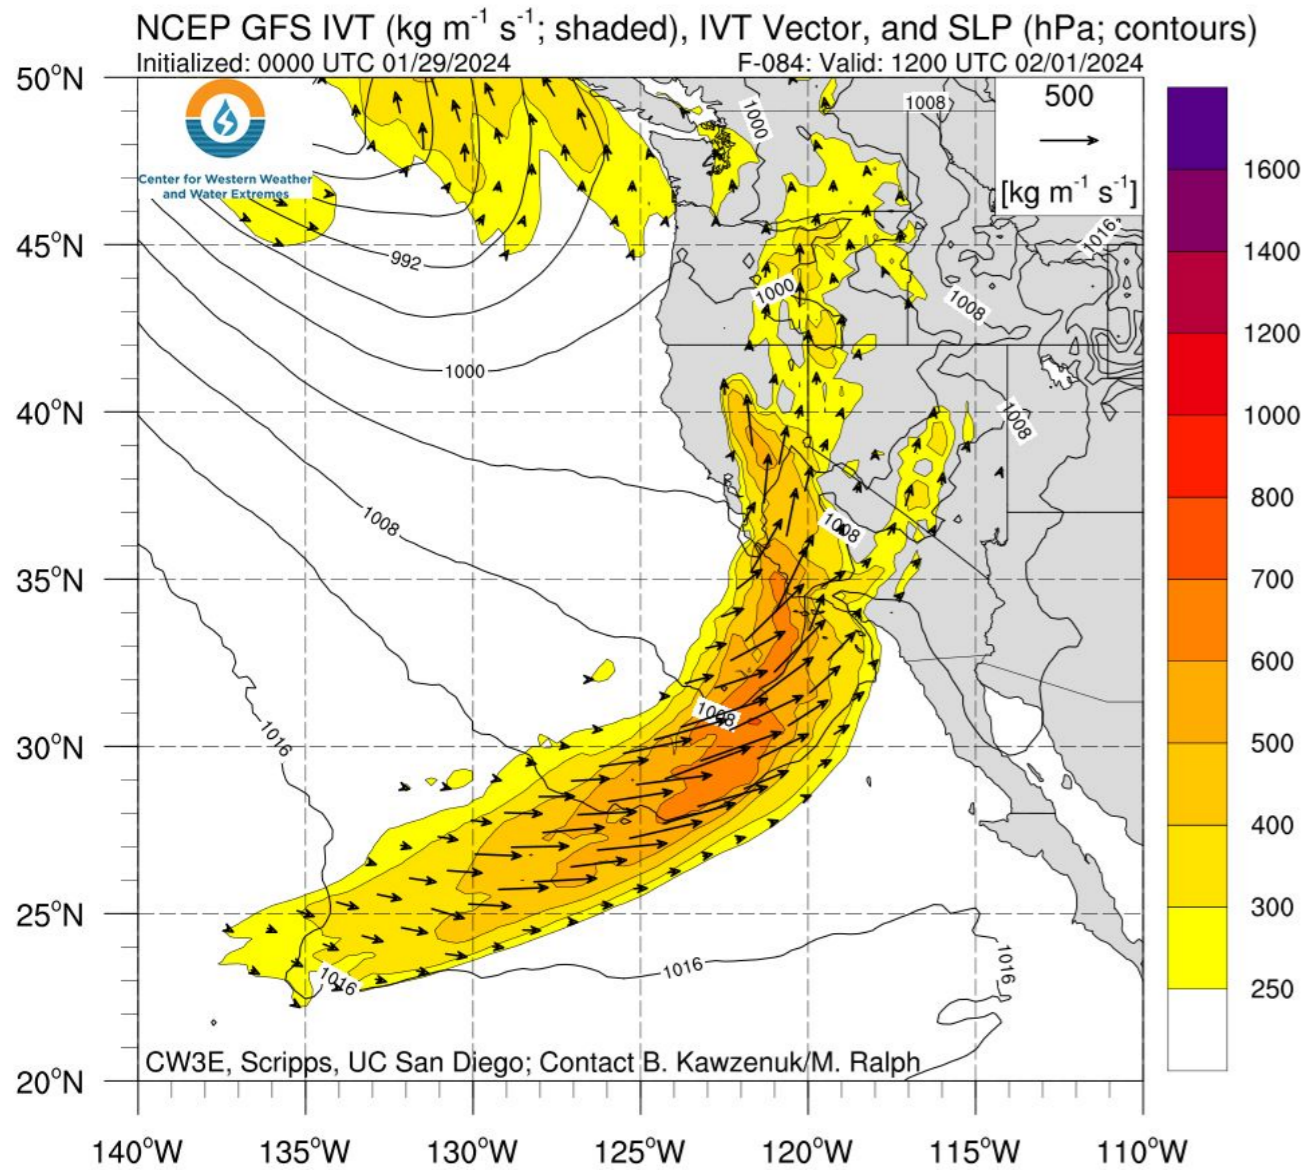 NCEP GFS IVT (kg m⁻¹ s⁻¹; shaded), IVT Vector, and SLP (hPa; contours)
Initialized: 0000 UTC 01/29/2024
F-084: Valid: 1200 UTC 02/01/2024
500
[kg m⁻¹ s⁻¹]
Center for Western Weather
and Water Extremes
50°N
45°N
40°N
35°N
30°N
25°N
20°N
1000
1008
1016
992
1000
1008
1000
1008
1008
1008
1008
1016
1016
1016
1016
1600
1400
1200
1000
800
700
600
500
400
300
250
CW3E, Scripps, UC San Diego; Contact B. Kawzenuk/M. Ralph
140°W
135°W
130°W
125°W
120°W
115°W
110°W